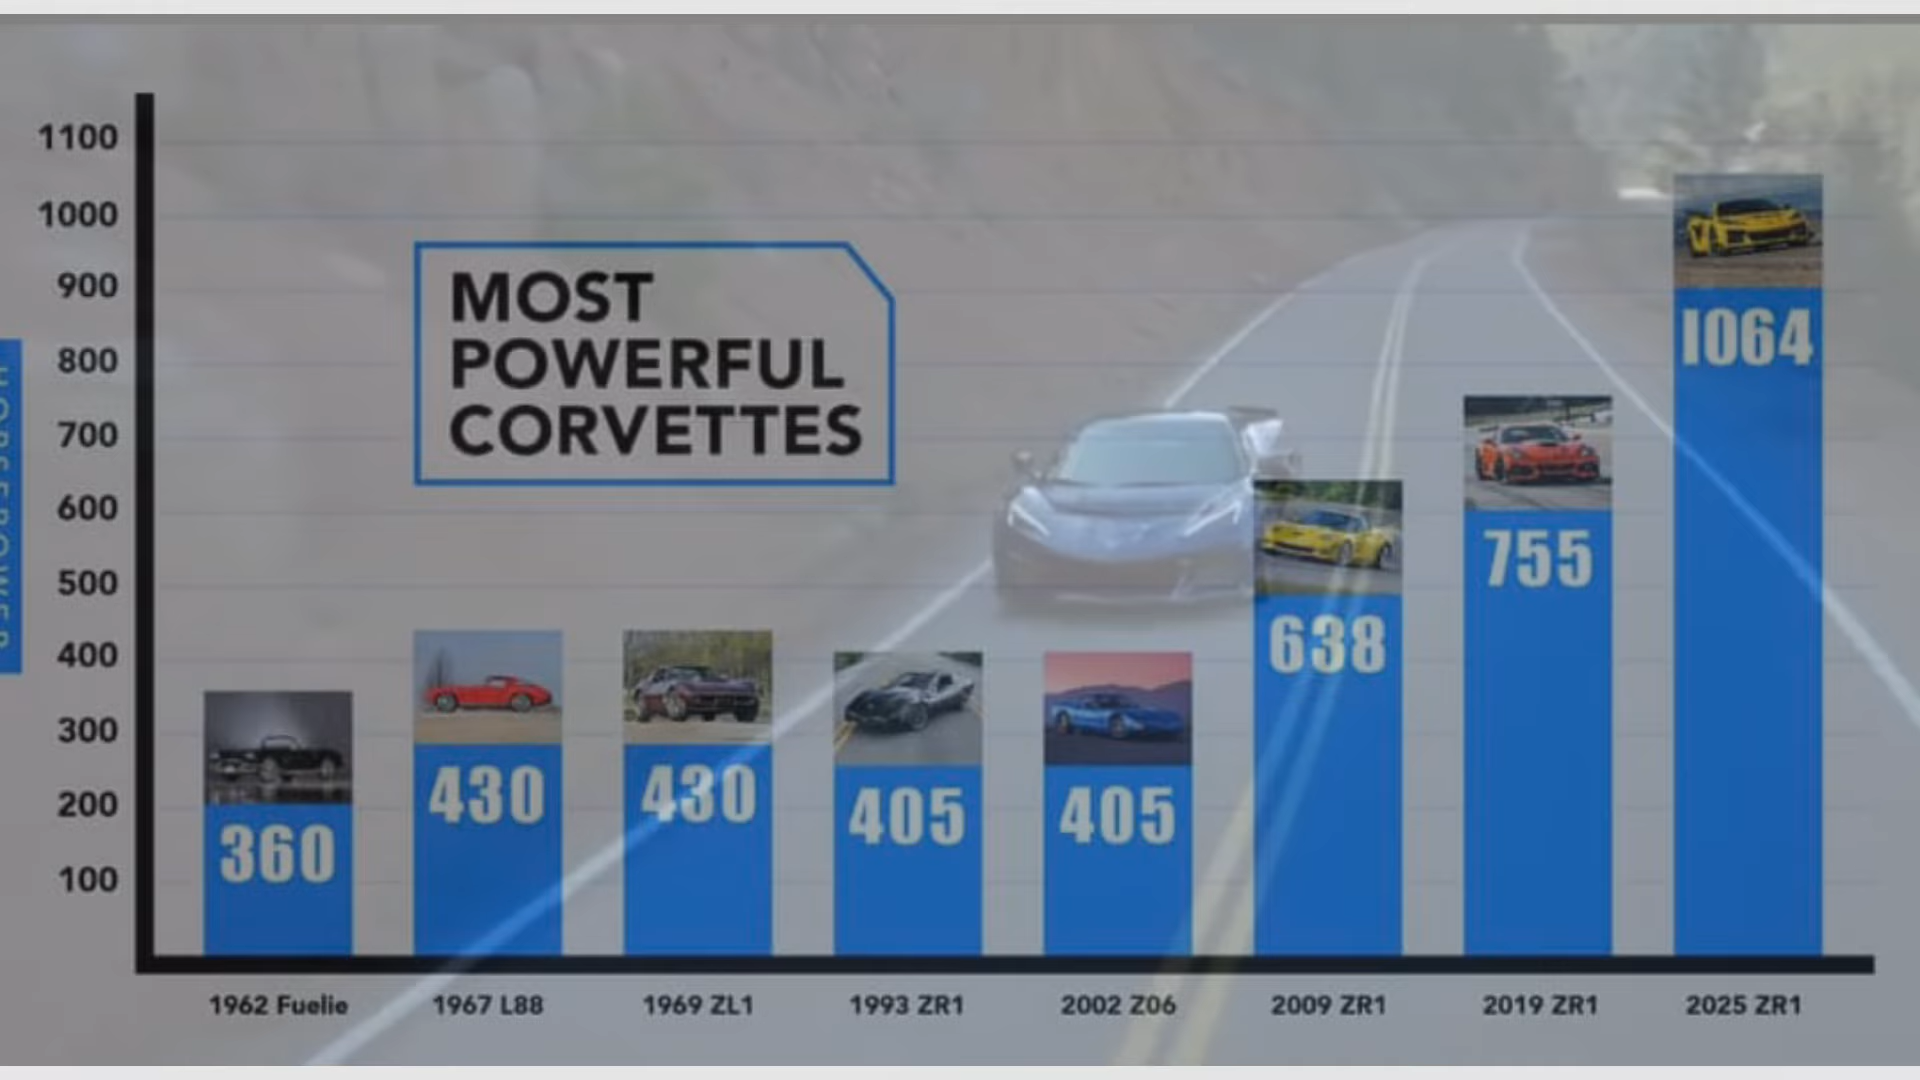 MOST
POWERFUL
CORVETTES
1100
1000
900
800
700
600
500
400
300
200
100
360
430
430
405
405
638
755
1064
1962 Fuelie
1967 L88
1969 ZL1
1993 ZR1
2002 Z06
2009 ZR1
2019 ZR1
2025 ZR1